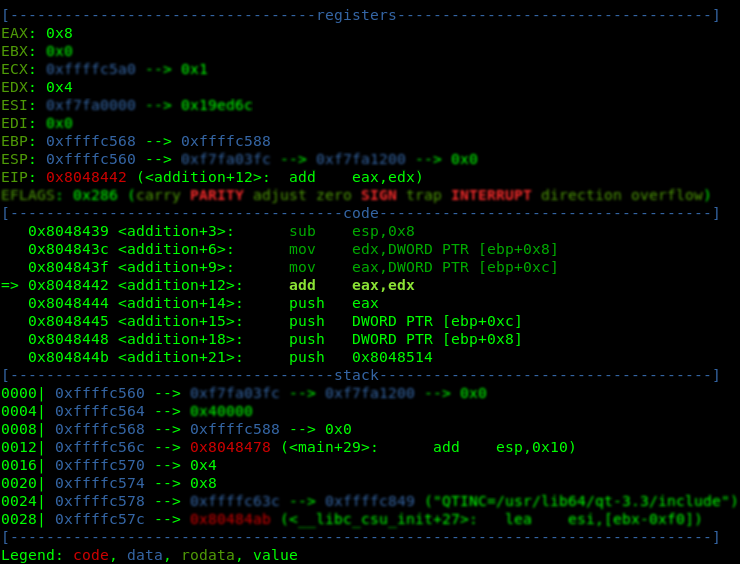 [----------------------------------registers-----------------------------------]
EAX: 0x8
EBX: 0x0
ECX: 0xffffc5a0 --> 0x1
EDX: 0x4
ESI: 0xf7fa0000 --> 0x19ed6c
EDI: 0x0
EBP: 0xffffc568 --> 0xffffc588
ESP: 0xffffc560 --> 0xf7fa03fc --> 0xf7fa1200 --> 0x0
EIP: 0x8048442 (<addition+12>: add eax,edx)
EFLAGS: 0x286 (carry PARITY adjust zero SIGN trap INTERRUPT direction overflow)
[-------------------------------------code-------------------------------------]
0x8048439 <addition+3>: sub esp,0x8
0x804843c <addition+6>: mov edx,DWORD PTR [ebp+0x8]
0x804843f <addition+9>: mov eax,DWORD PTR [ebp+0xc]
=> 0x8048442 <addition+12>: add eax,edx
0x8048444 <addition+14>: push eax
0x8048445 <addition+15>: push DWORD PTR [ebp+0xc]
0x8048448 <addition+18>: push DWORD PTR [ebp+0x8]
0x804844b <addition+21>: push 0x8048514
[------------------------------------stack-------------------------------------]
0000| 0xffffc560 --> 0xf7fa03fc --> 0xf7fa1200 --> 0x0
0004| 0xffffc564 --> 0x40000
0008| 0xffffc568 --> 0xffffc588 --> 0x0
0012| 0xffffc56c --> 0x8048478 (<main+29>: add esp,0x10)
0016| 0xffffc570 --> 0x4
0020| 0xffffc574 --> 0x8
0024| 0xffffc578 --> 0xffffc63c --> 0xffffc849 ("QTINC=/usr/lib64/qt-3.3/include")
0028| 0xffffc57c --> 0x80484ab (<__libc_csu_init+27>: lea esi,[ebx-0xf0])
[------------------------------------------------------------------------------]
Legend: code, data, rodata, value